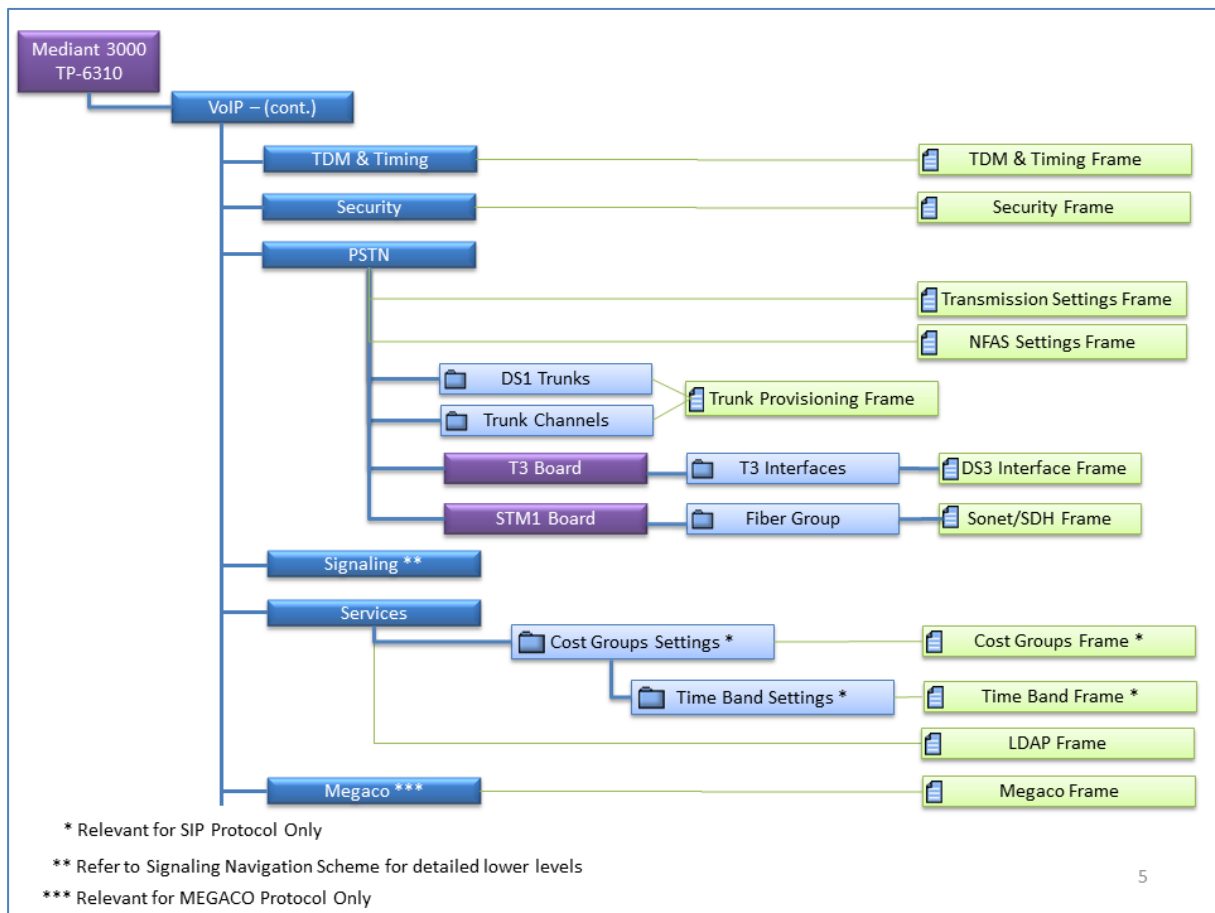 Mediant 3000
TP-6310
VoIP – (cont.)
TDM & Timing
TDM & Timing Frame
Security
Security Frame
PSTN
Transmission Settings Frame
NFAS Settings Frame
DS1 Trunks
Trunk Provisioning Frame
Trunk Channels
T3 Board
T3 Interfaces
DS3 Interface Frame
STM1 Board
Fiber Group
Sonet/SDH Frame
Signaling **
Services
Cost Groups Settings *
Cost Groups Frame *
Time Band Settings *
Time Band Frame *
LDAP Frame
Megaco ***
Megaco Frame
* Relevant for SIP Protocol Only
** Refer to Signaling Navigation Scheme for detailed lower levels
*** Relevant for MEGACO Protocol Only
5